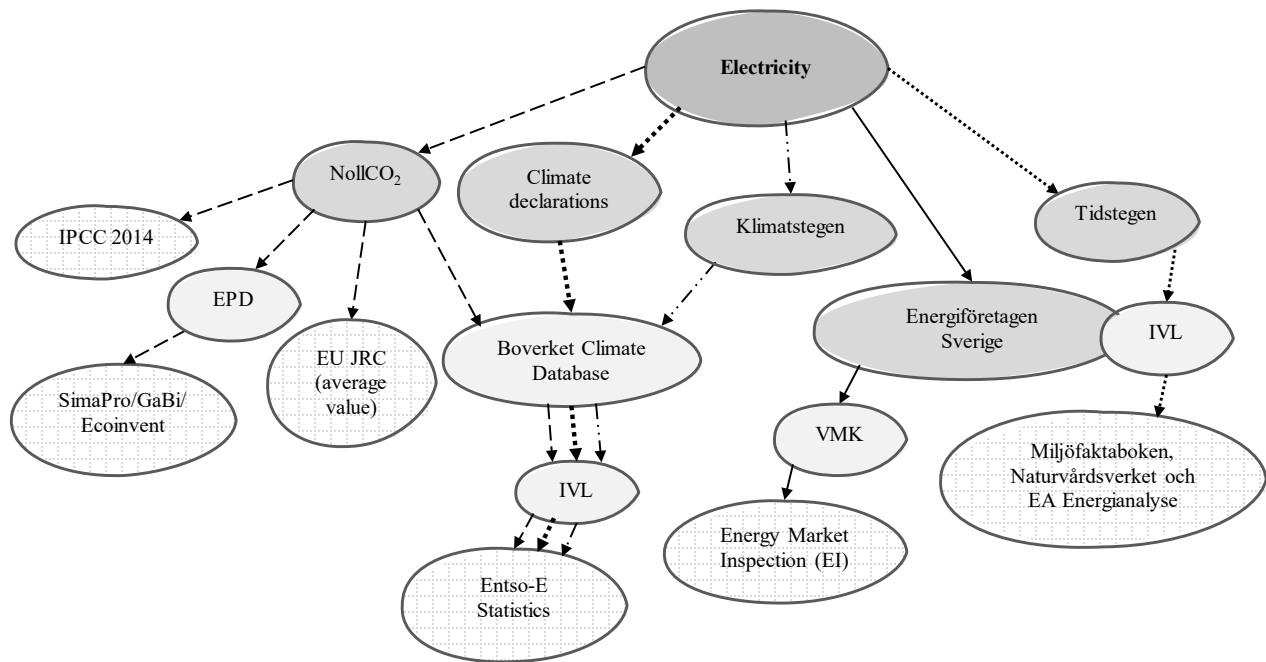 Electricity
NollCO₂
Climate
declarations
Klimatstegen
Tidstegen
IPCC 2014
EPD
EU JRC
(average
value)
Boverket Climate
Database
Energiföretagen
Sverige
IVL
SimaPro/GaBi/
Ecoinvent
VMK
Miljöfaktaboken,
Naturvårdsverket och
EA Energianalyse
IVL
Energy Market
Inspection (EI)
Entso-E
Statistics